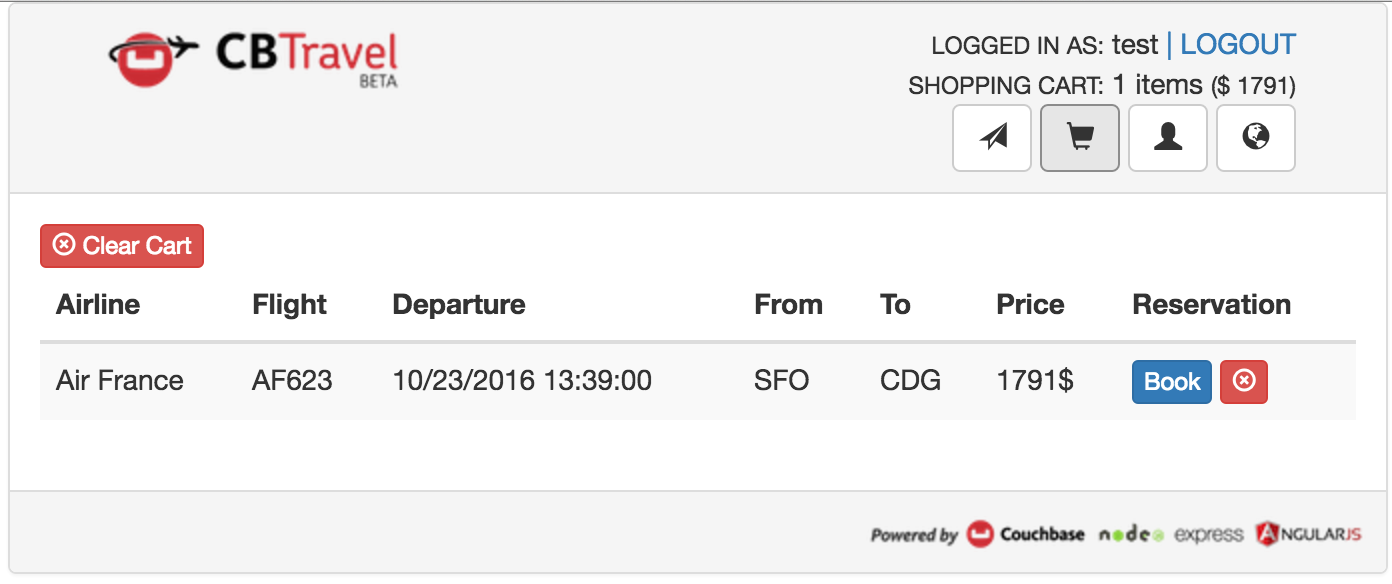 CBTravel
BETA
LOGGED IN AS: test | LOGOUT
SHOPPING CART: 1 items ($ 1791)
Clear Cart
Airline Flight Departure From To Price Reservation
Air France AF623 10/23/2016 13:39:00 SFO CDG 1791$ Book
Powered by Couchbase node express ANGULARJS